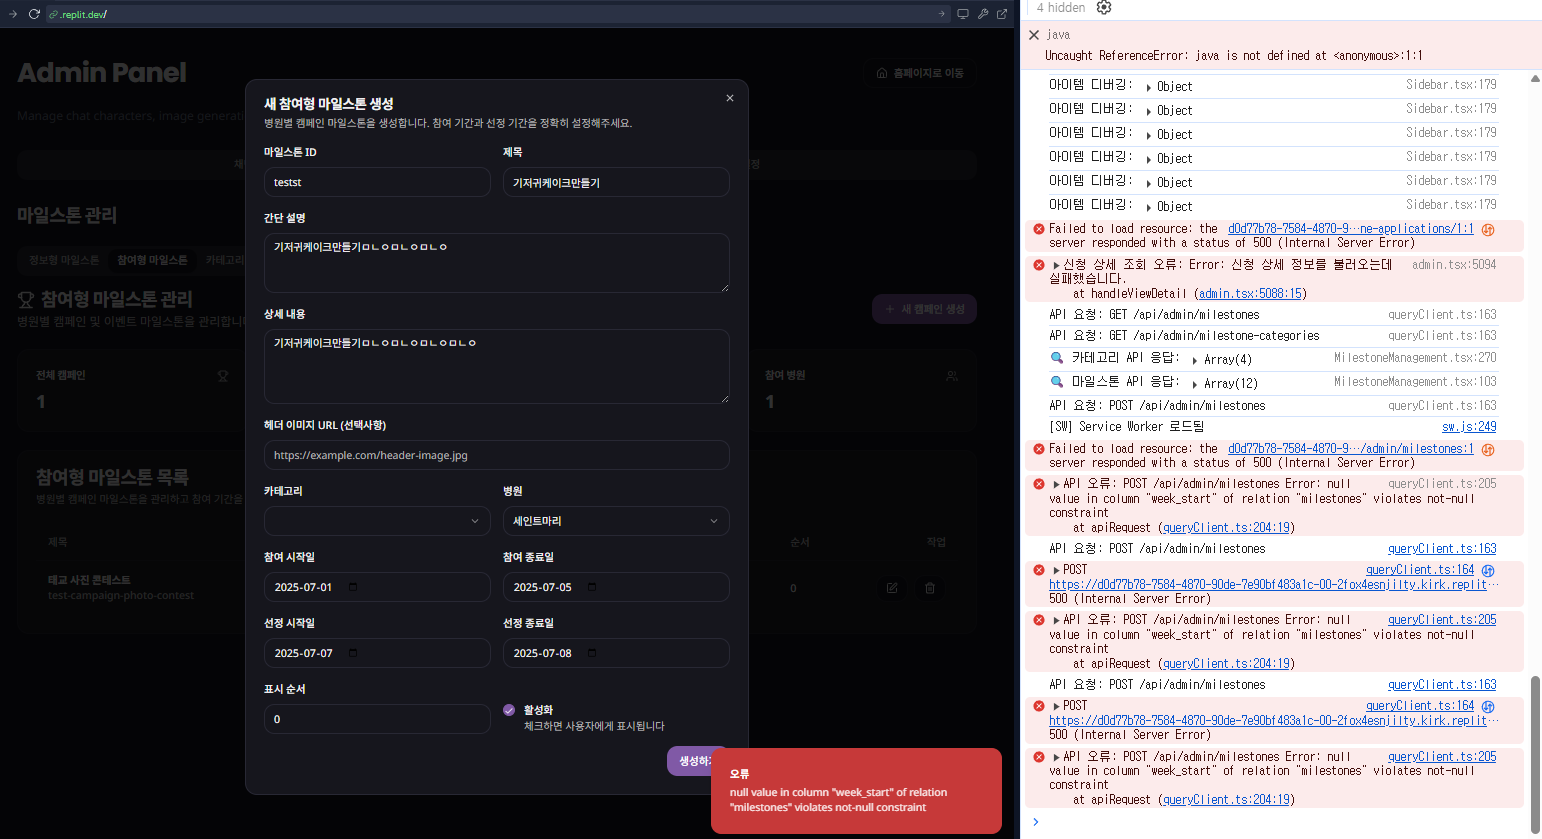 .replit.dev/
Admin Panel
홈페이지로 이동
Manage chat characters, image generati
마일스톤 관리
정보형 마일스톤
참여형 마일스톤
카테고리
참여형 마일스톤 관리
병원별 캠페인 및 이벤트 마일스톤을 관리합니
+ 새 캠페인 생성
전체 캠페인
1
참여 병원
1
참여형 마일스톤 목록
병원별 캠페인 마일스톤을 관리하고 참여 기간을
제목
순서
작업
태교 사진 콘테스트
test-campaign-photo-contest
0
새 참여형 마일스톤 생성
병원별 캠페인 마일스톤을 생성합니다. 참여 기간과 선정 기간을 정확히 설정해주세요.
마일스톤 ID
제목
testst
기저귀케이크만들기
간단 설명
기저귀케이크만들기ㅁㄴㅇㅁㄴㅇㅁㄴㅇ
상세 내용
기저귀케이크만들기ㅁㄴㅇㅁㄴㅇㅁㄴㅇㅁㄴㅇ
헤더 이미지 URL (선택사항)
https://example.com/header-image.jpg
카테고리
병원
세인트마리
참여 시작일
참여 종료일
2025-07-01
2025-07-05
선정 시작일
선정 종료일
2025-07-07
2025-07-08
표시 순서
0
활성화
체크하면 사용자에게 표시됩니다
생성하기
오류
null value in column "week_start" of relation
"milestones" violates not-null constraint
4 hidden
java
Uncaught ReferenceError: java is not defined at <anonymous>:1:1
아이템 디버깅: ▸ Object Sidebar.tsx:179
아이템 디버깅: ▸ Object Sidebar.tsx:179
아이템 디버깅: ▸ Object Sidebar.tsx:179
아이템 디버깅: ▸ Object Sidebar.tsx:179
아이템 디버깅: ▸ Object Sidebar.tsx:179
아이템 디버깅: ▸ Object Sidebar.tsx:179
Failed to load resource: the d0d77b78-7584-4870-9…ne-applications/1:1
server responded with a status of 500 (Internal Server Error)
▸신청 상세 조회 오류: Error: 신청 상세 정보를 불러오는데 admin.tsx:5094
실패했습니다.
at handleViewDetail (admin.tsx:5088:15)
API 요청: GET /api/admin/milestones queryClient.ts:163
API 요청: GET /api/admin/milestone-categories queryClient.ts:163
🔍 카테고리 API 응답: ▸ Array(4) MilestoneManagement.tsx:270
🔍 마일스톤 API 응답: ▸ Array(12) MilestoneManagement.tsx:103
API 요청: POST /api/admin/milestones queryClient.ts:163
[SW] Service Worker 로드됨 sw.js:249
Failed to load resource: the d0d77b78-7584-4870-9…/admin/milestones:1
server responded with a status of 500 (Internal Server Error)
▸API 오류: POST /api/admin/milestones Error: null queryClient.ts:205
value in column "week_start" of relation "milestones" violates not-null
constraint
at apiRequest (queryClient.ts:204:19)
API 요청: POST /api/admin/milestones queryClient.ts:163
▸POST queryClient.ts:164
https://d0d77b78-7584-4870-90de-7e90bf483a1c-00-2fox4esnjilty.kirk.replit…
500 (Internal Server Error)
▸API 오류: POST /api/admin/milestones Error: null queryClient.ts:205
value in column "week_start" of relation "milestones" violates not-null
constraint
at apiRequest (queryClient.ts:204:19)
API 요청: POST /api/admin/milestones queryClient.ts:163
▸POST queryClient.ts:164
https://d0d77b78-7584-4870-90de-7e90bf483a1c-00-2fox4esnjilty.kirk.replit…
500 (Internal Server Error)
▸API 오류: POST /api/admin/milestones Error: null queryClient.ts:205
value in column "week_start" of relation "milestones" violates not-null
constraint
at apiRequest (queryClient.ts:204:19)